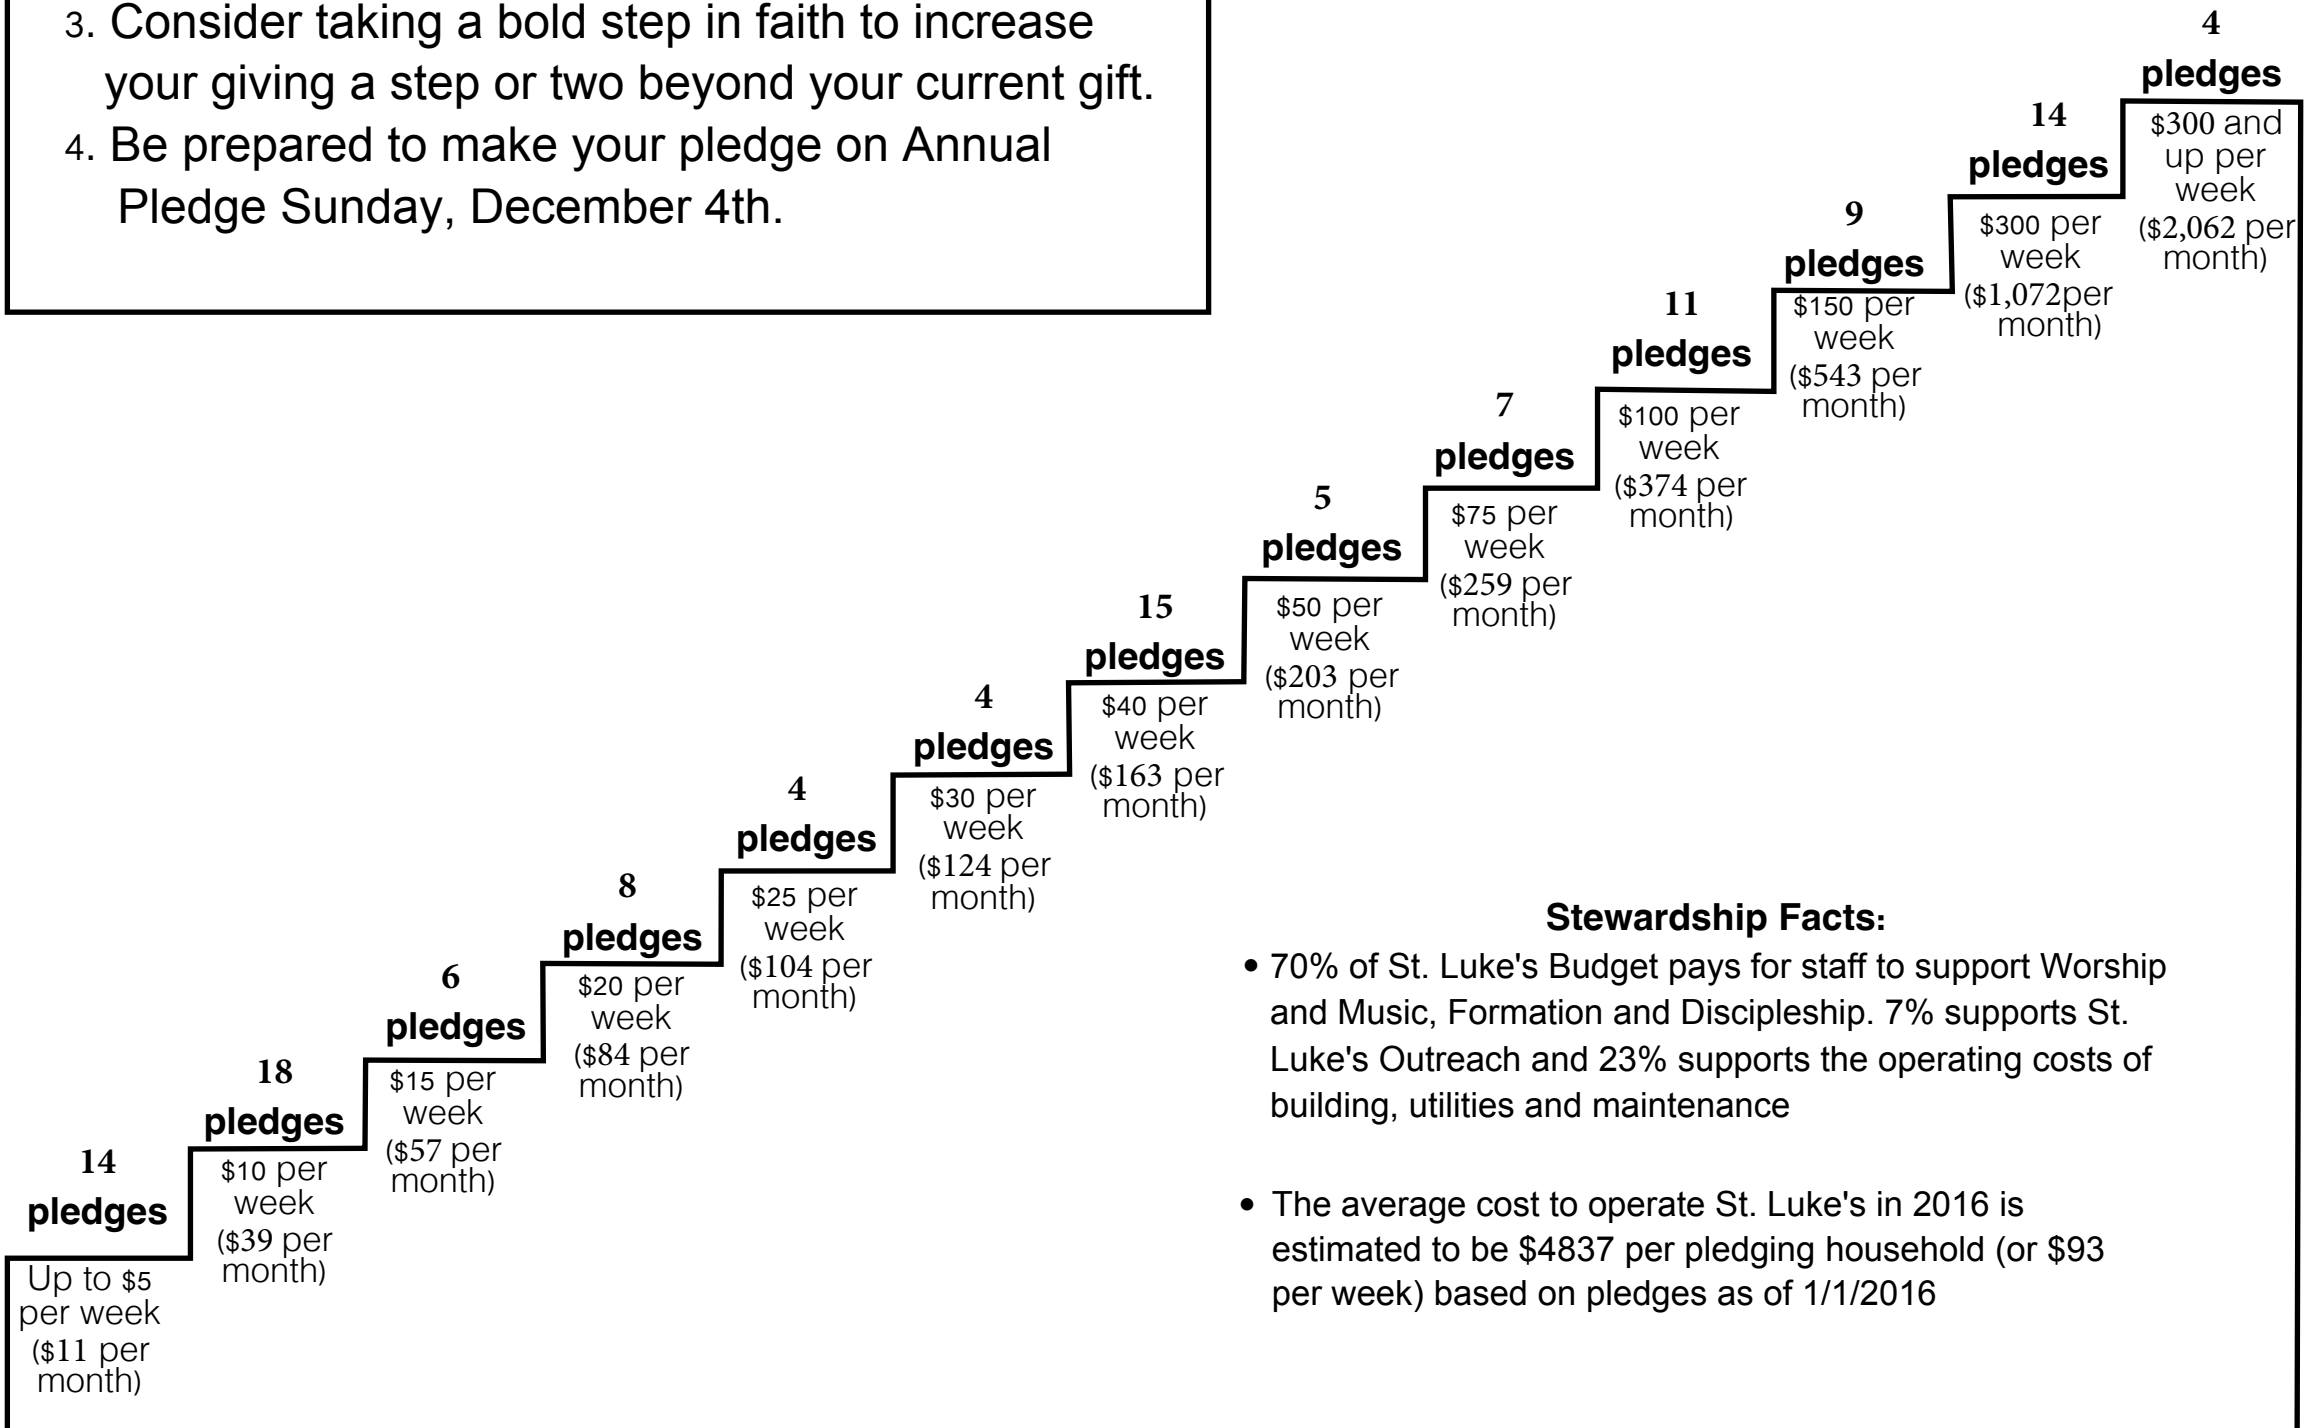 3. Consider taking a bold step in faith to increase
your giving a step or two beyond your current gift.
4. Be prepared to make your pledge on Annual
Pledge Sunday, December 4th.
4
pledges
$300 and
up per
week
($2,062 per
month)
14
pledges
$300 per
week
($1,072per
month)
9
pledges
$150 per
week
($543 per
month)
11
pledges
$100 per
week
($374 per
month)
7
pledges
$75 per
week
($259 per
month)
5
pledges
$50 per
week
($203 per
month)
15
pledges
$40 per
week
($163 per
month)
4
pledges
$30 per
week
($124 per
month)
4
pledges
$25 per
week
($104 per
month)
8
pledges
$20 per
week
($84 per
month)
6
pledges
$15 per
week
($57 per
month)
18
pledges
$10 per
week
($39 per
month)
14
pledges
Up to $5
per week
($11 per
month)
Stewardship Facts:
• 70% of St. Luke's Budget pays for staff to support Worship
and Music, Formation and Discipleship. 7% supports St.
Luke's Outreach and 23% supports the operating costs of
building, utilities and maintenance
• The average cost to operate St. Luke's in 2016 is
estimated to be $4837 per pledging household (or $93
per week) based on pledges as of 1/1/2016